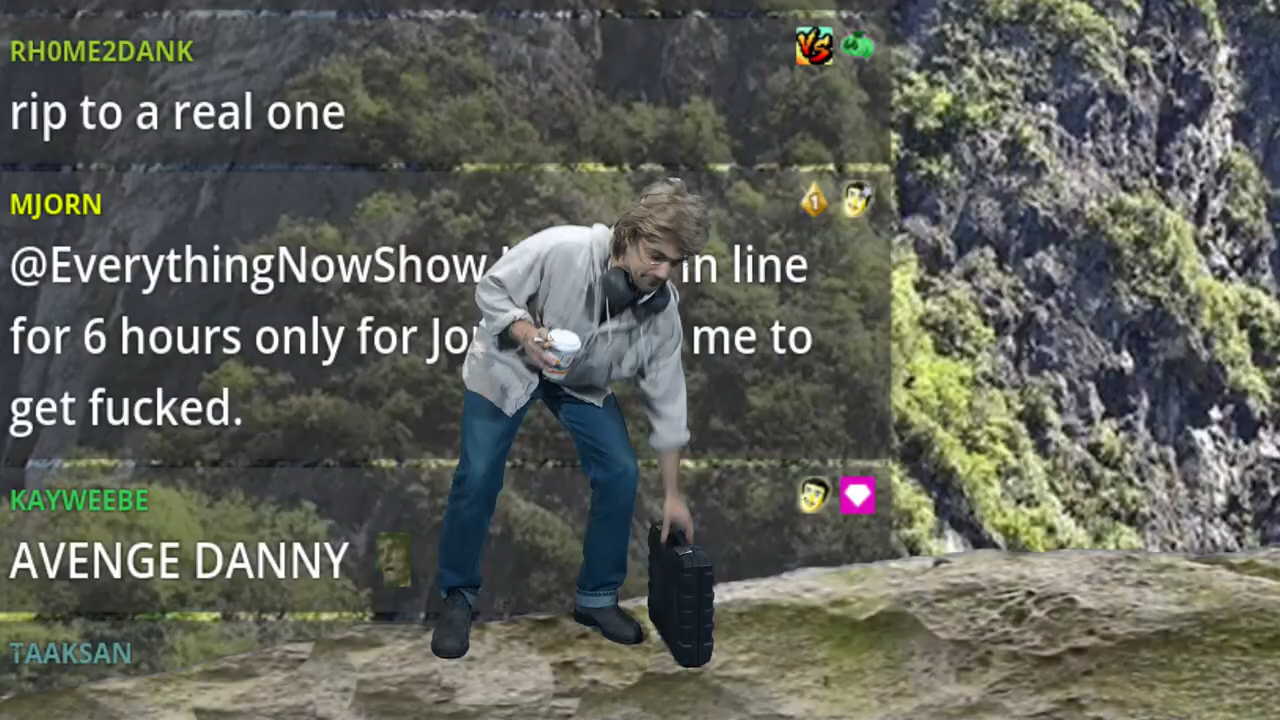 RH0ME2DANK
rip to a real one
MJORN
@EverythingNowShow in line
for 6 hours only for Jo me to
get fucked.
KAYWEEBE
AVENGE DANNY
TAAKSAN